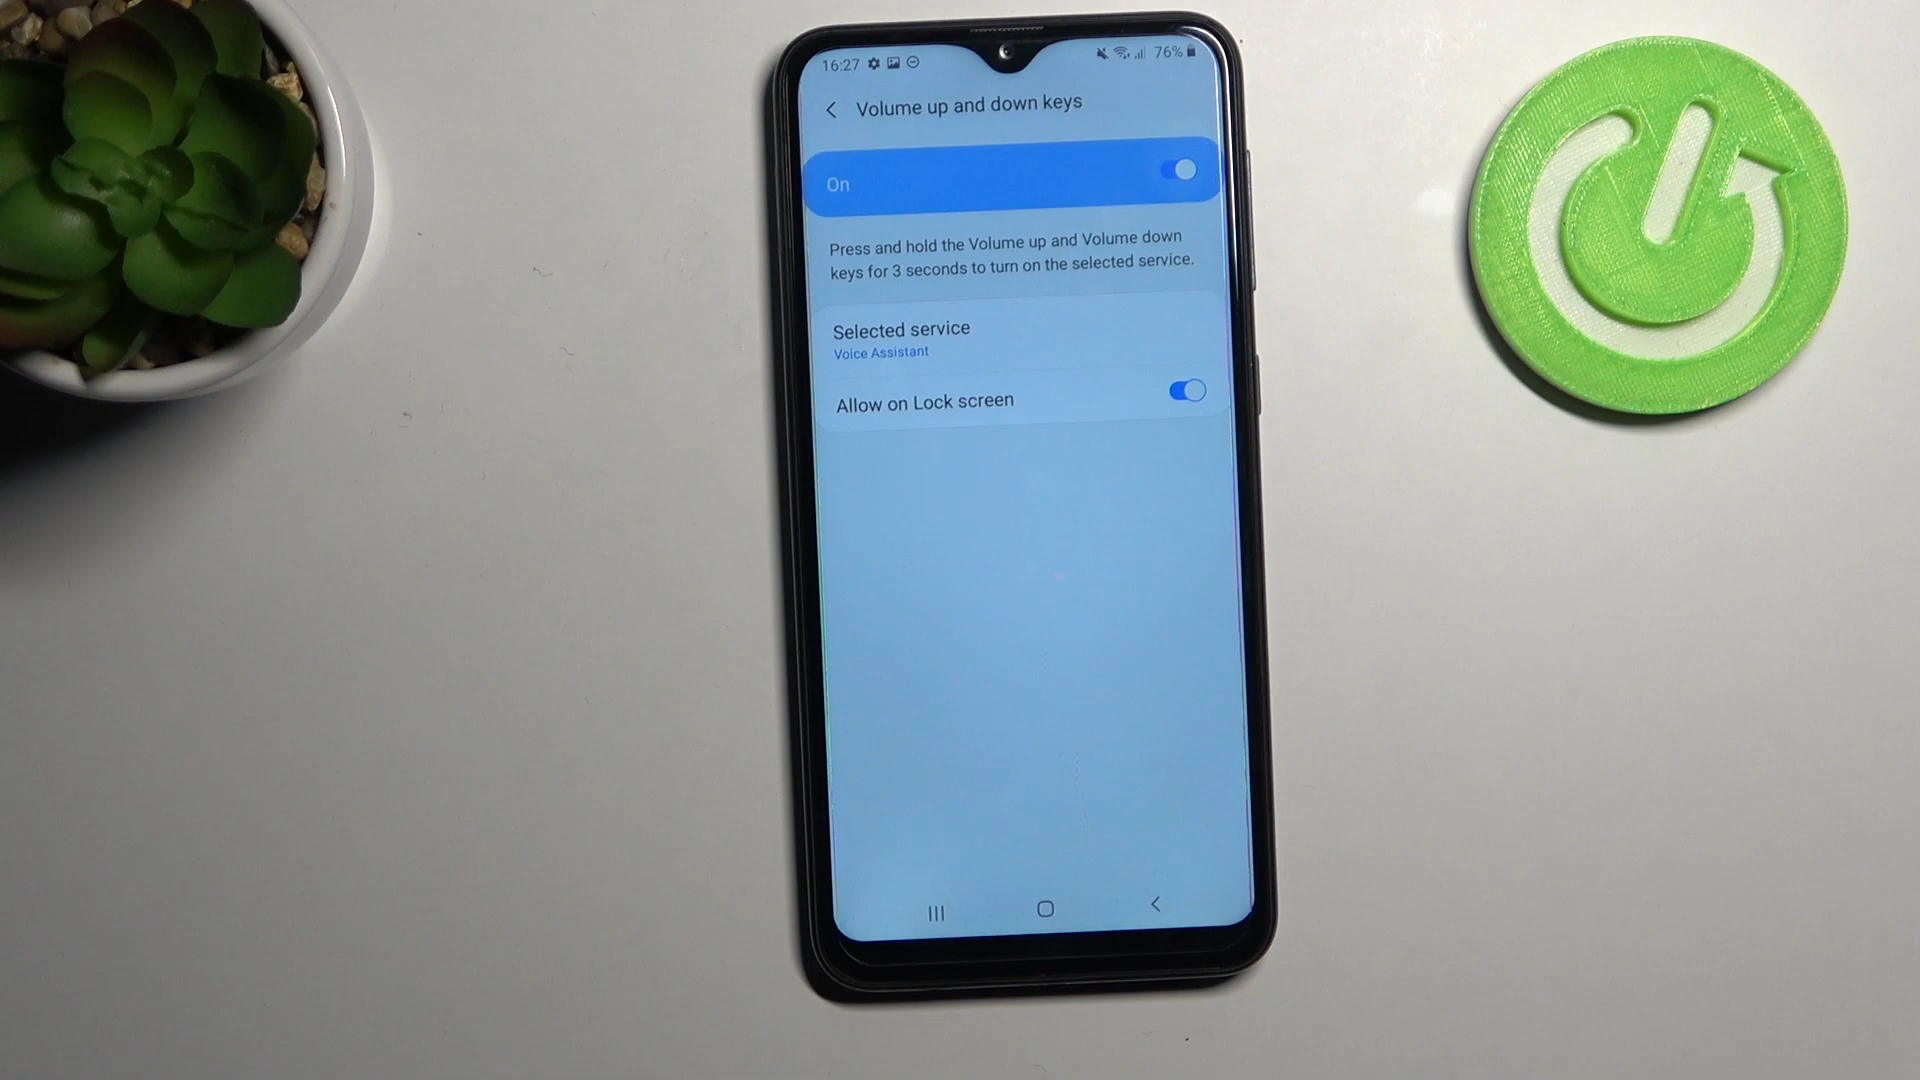 16:27 76%
Volume up and down keys
On
Press and hold the Volume up and Volume down
keys for 3 seconds to turn on the selected service.
Selected service
Voice Assistant
Allow on Lock screen